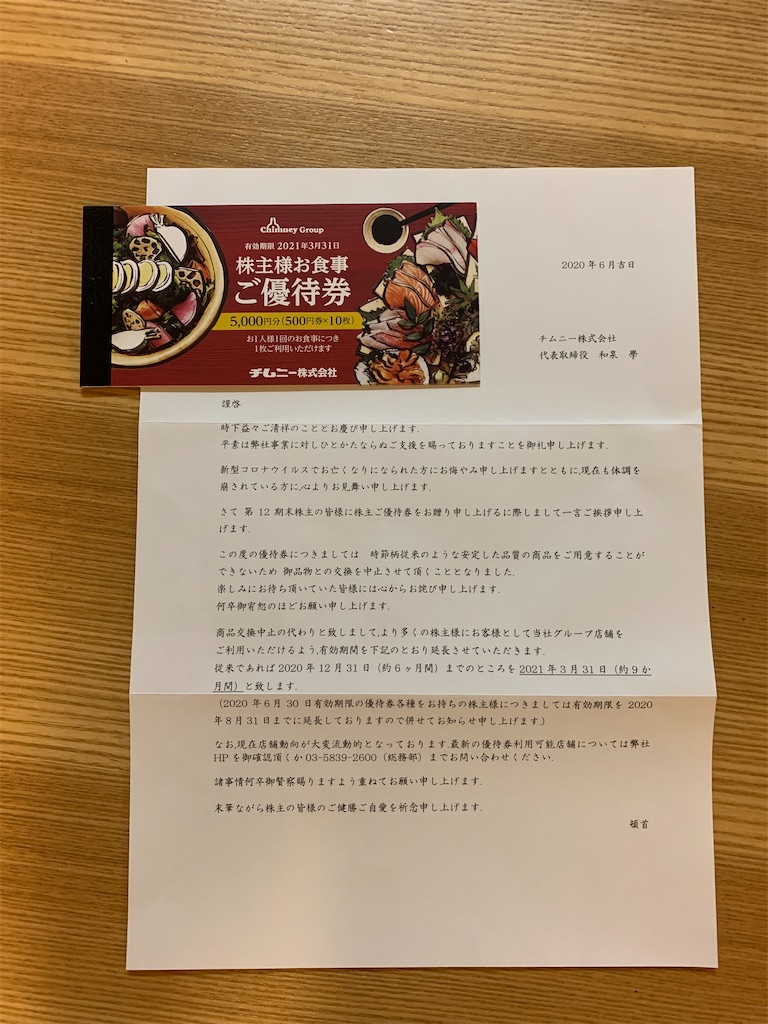 Chimney Group
有効期限 2021年3月31日
株主様お食事
ご優待券
5,000円分(500円券×10枚)
お1人様1回のお食事につき
1枚ご利用いただけます
チムニー株式会社
2020年6月吉日
チムニー株式会社
代表取締役 和泉 學
謹啓
時下益々ご清祥のこととお慶び申し上げます.
平素は弊社事業に対しひとかたならぬご支援を賜っておりますことを御礼申し上げます.
新型コロナウイルスでお亡くなりになられた方にお悔やみ申し上げますとともに,現在も体調を
崩されている方に,心よりお見舞い申し上げます.
さて 第12期末株主の皆様に株主ご優待券をお贈り申し上げるに際しまして一言ご挨拶申し上
げます.
この度の優待券につきましては 時節柄従来のような安定した品質の商品をご用意することが
できないため 御品物との交換を中止させて頂くこととなりました.
楽しみにお待ち頂いていた皆様には心からお詫び申し上げます.
何卒御宥恕のほどお願い申し上げます.
商品交換中止の代わりと致しまして,より多くの株主様にお客様として当社グループ店舗を
ご利用いただけるよう,有効期間を下記のとおり延長させていただきます.
従来であれば2020年12月31日(約6ヶ月間)までのところを2021年3月31日(約9か
月間)と致します.
(2020年6月30日有効期限の優待券各種をお持ちの株主様につきましては有効期限を2020
年8月31日までに延長しておりますので併せてお知らせ申し上げます.)
なお,現在店舗動向が大変流動的となっております.最新の優待券利用可能店舗については弊社
HPを御確認頂くか03-5839-2600(総務部)までお問い合わせください.
諸事情何卒御賢察賜りますよう重ねてお願い申し上げます.
末筆ながら株主の皆様のご健勝ご自愛を祈念申し上げます.
頓首